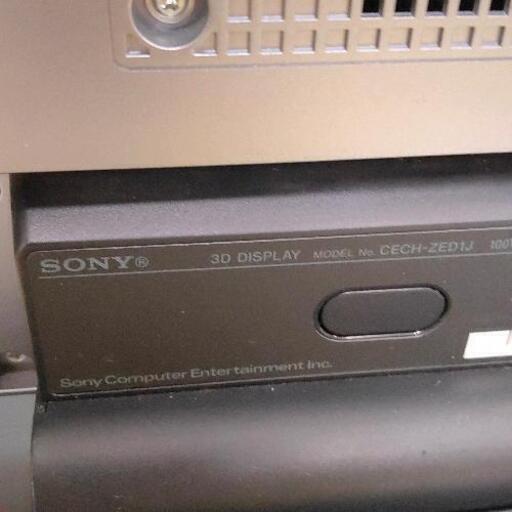 SONY® 3D DISPLAY MODEL No. CECH-ZED1J
Sony Computer Entertainment Inc.